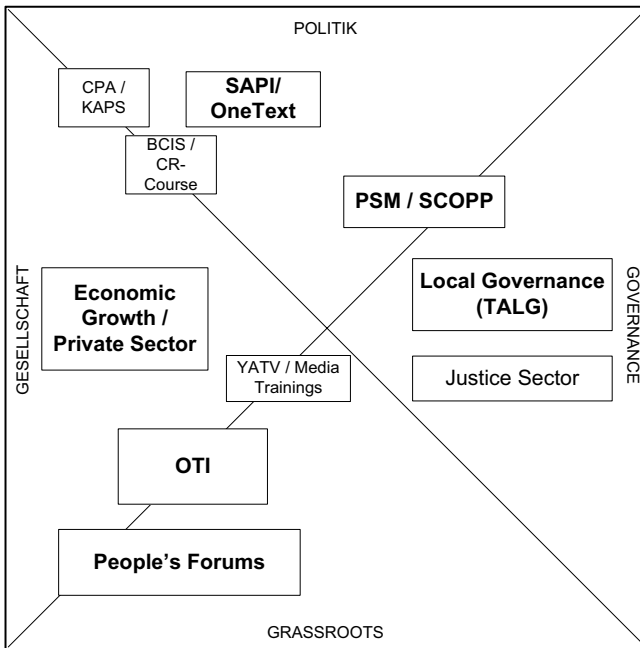 POLITIK
CPA /
KAPS
SAPI/
OneText
BCIS /
CR-
Course
PSM / SCOPP
GESELLSCHAFT
Economic
Growth /
Private Sector
Local Governance
(TALG)
GOVERNANCE
YATV / Media
Trainings
Justice Sector
OTI
People’s Forums
GRASSROOTS